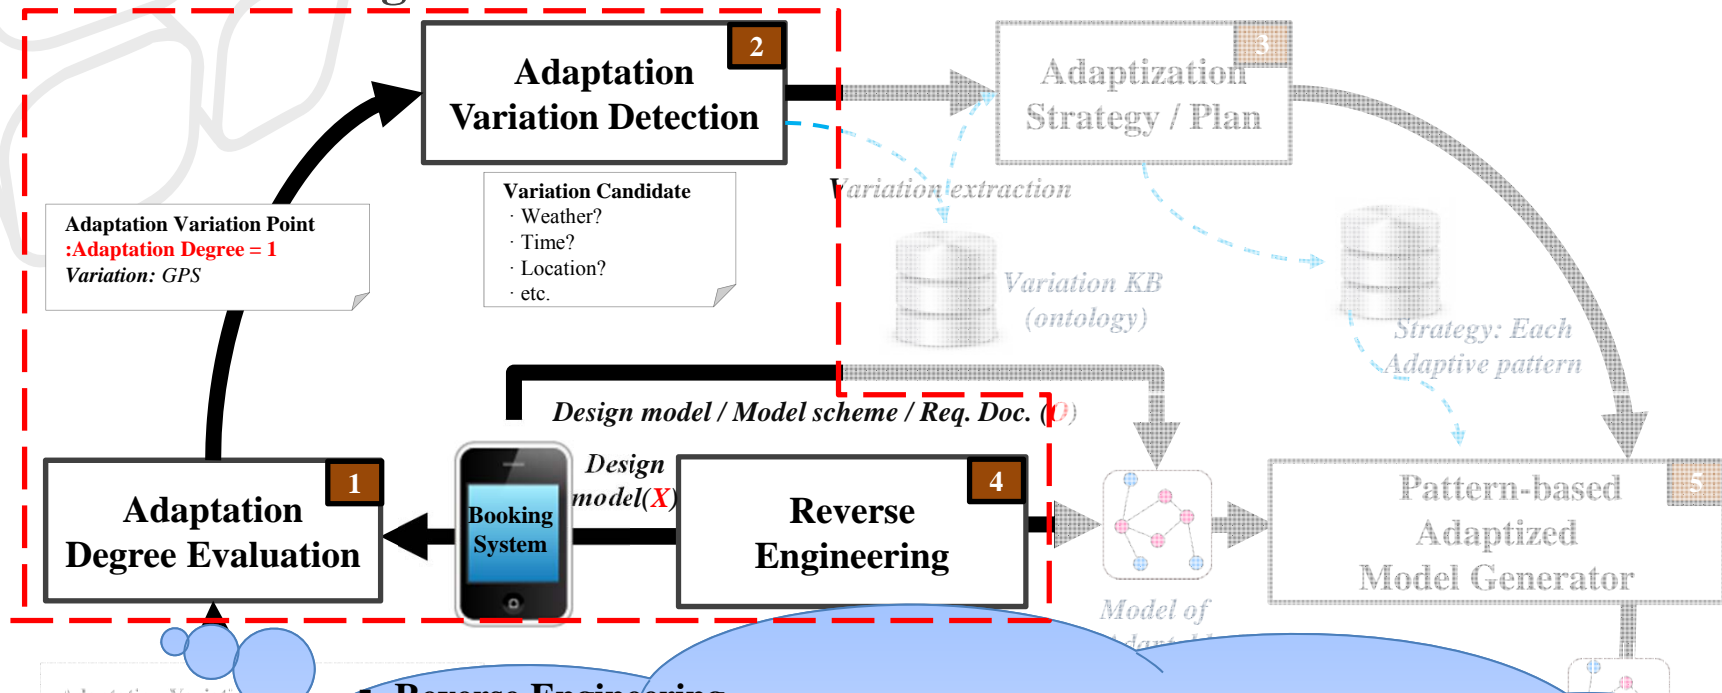 2
Adaptation
Variation Detection
3
Adaptization
Strategy / Plan
Variation extraction
Variation Candidate
· Weather?
· Time?
· Location?
· etc.
Adaptation Variation Point
:Adaptation Degree = 1
Variation: GPS
Variation KB
(ontology)
Strategy: Each
Adaptive pattern
Design model / Model scheme / Req. Doc. (O)
1
Adaptation
Degree Evaluation
Booking
System
Design
model(X)
4
Reverse
Engineering
5
Pattern-based
Adaptized
Model Generator
Model of
Reverse Engineering